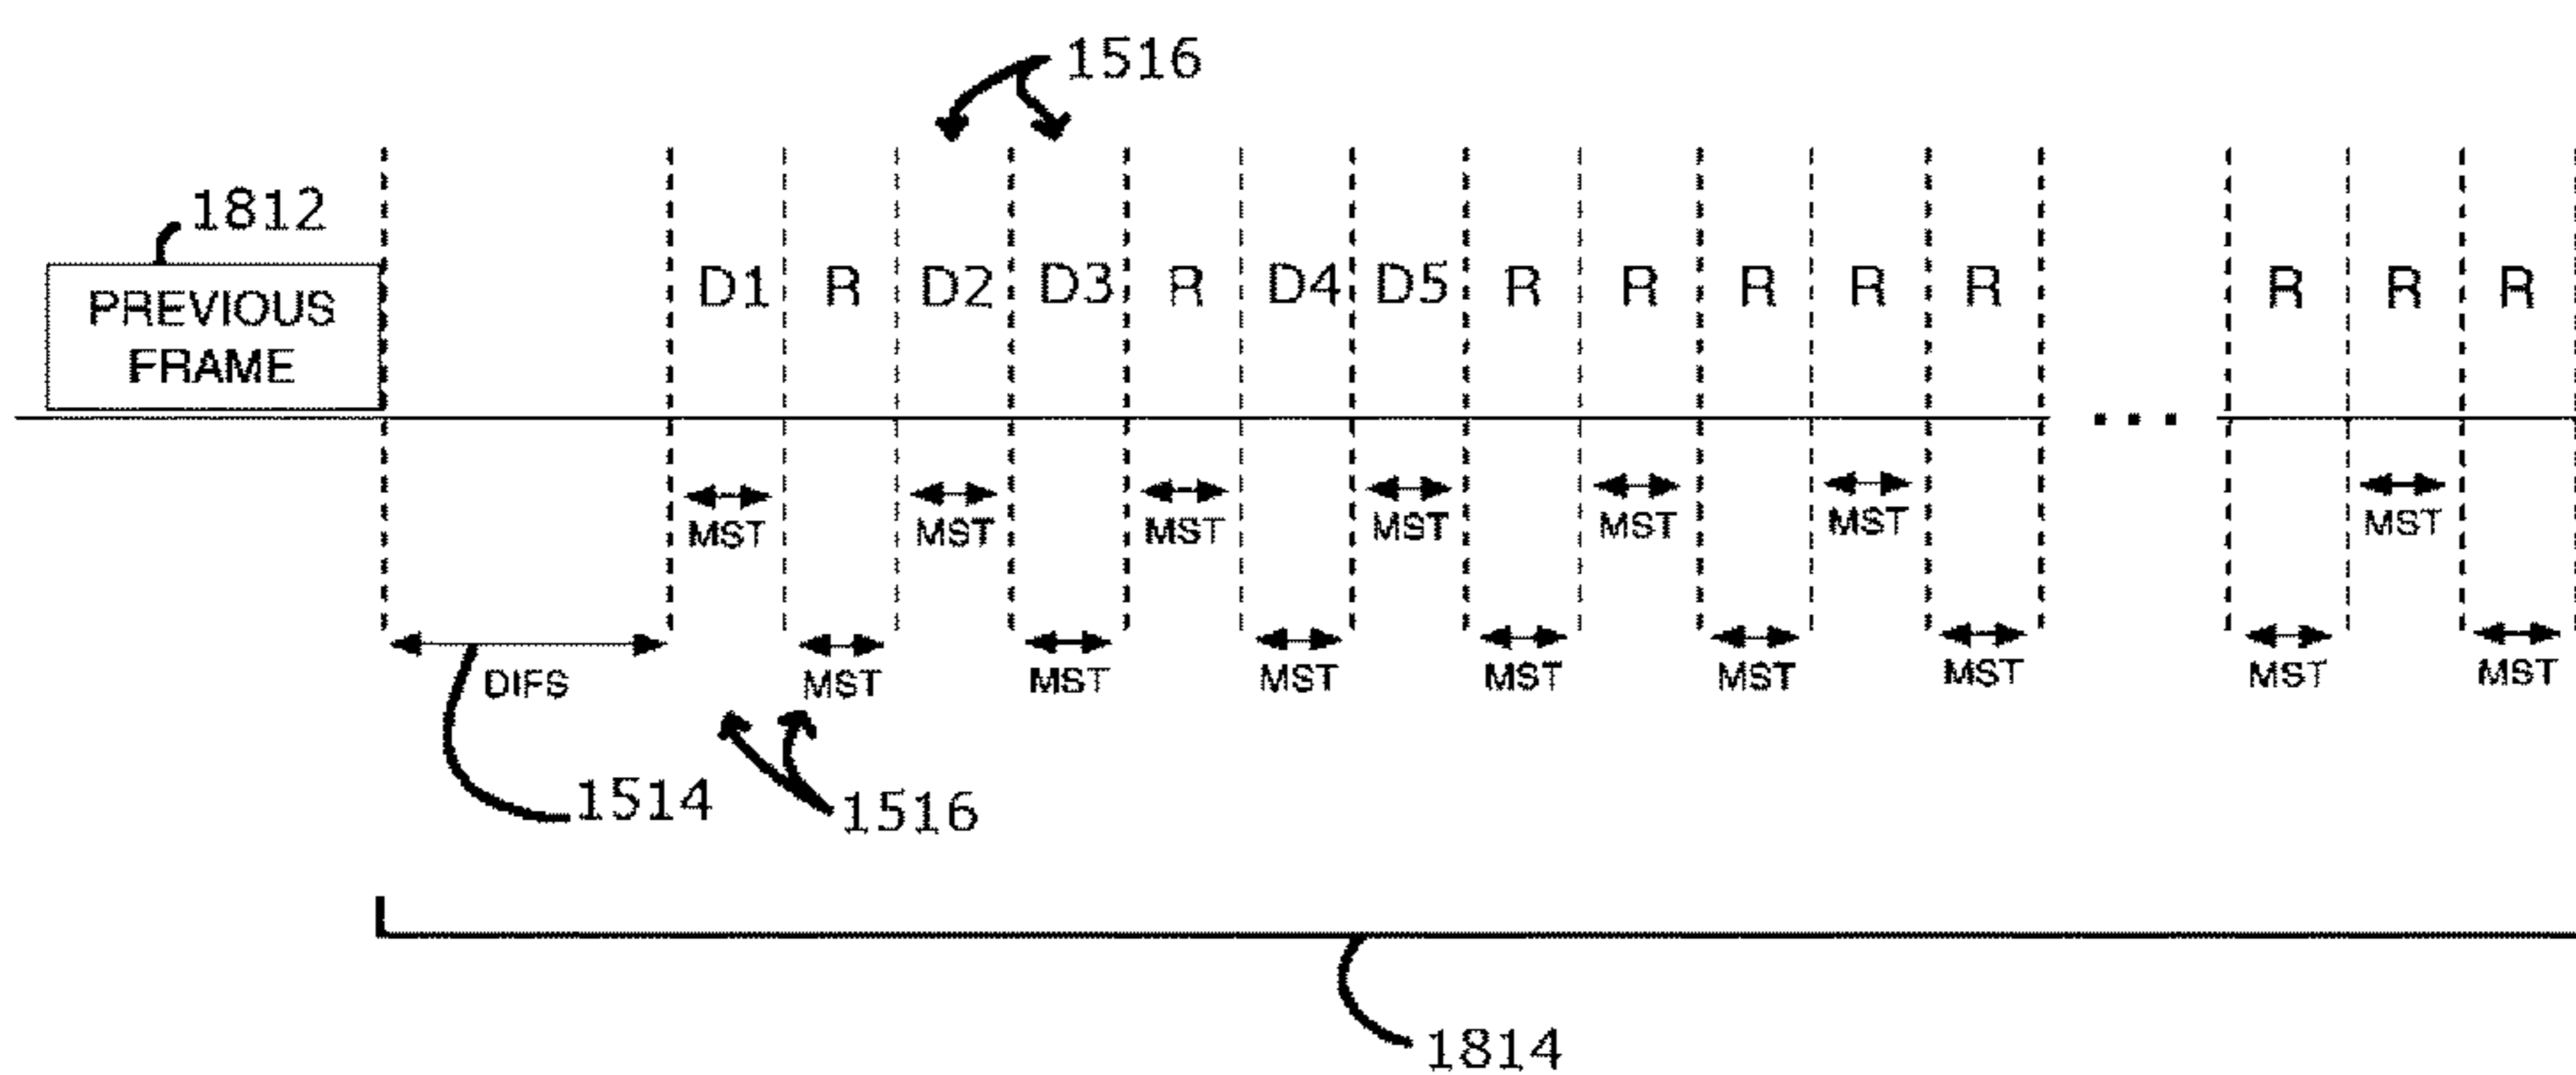 1516
1812
PREVIOUS
FRAME
D1 R D2 D3 R D4 D5 R R R R R R R R
...
MST MST MST MST MST MST MST
DIFS MST MST MST MST MST MST MST MST
1514
1516
1814